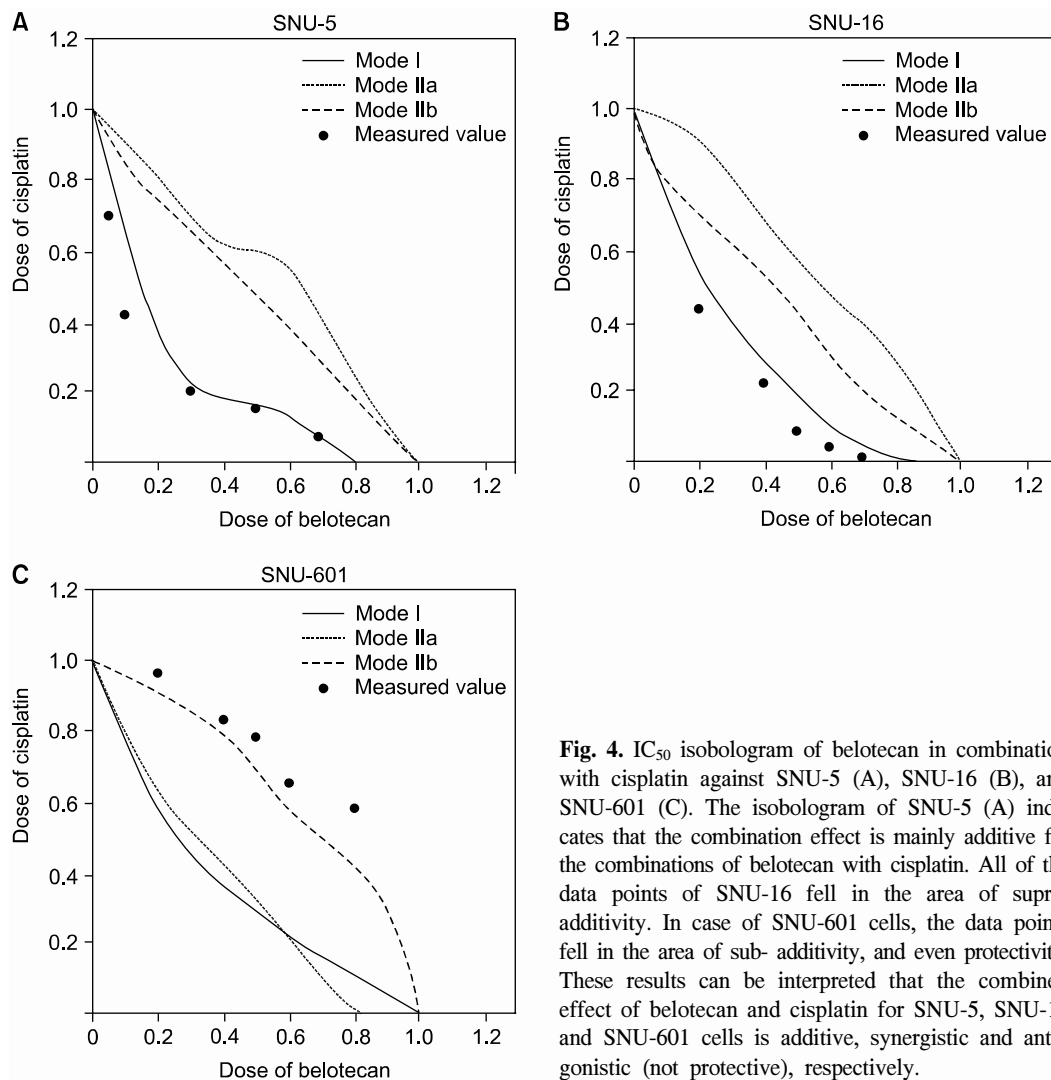 A
SNU-5
1.2
1.0
0.8
0.6
0.4
0.2
Dose of cisplatin
Mode I
Mode IIa
Mode IIb
Measured value
0 0.2 0.4 0.6 0.8 1.0 1.2
Dose of belotecan
B
SNU-16
1.2
1.0
0.8
0.6
0.4
0.2
Dose of cisplatin
Mode I
Mode IIa
Mode IIb
Measured value
0 0.2 0.4 0.6 0.8 1.0 1.2
Dose of belotecan
C
SNU-601
1.2
1.0
0.8
0.6
0.4
0.2
Dose of cisplatin
Mode I
Mode IIa
Mode IIb
Measured value
0 0.2 0.4 0.6 0.8 1.0 1.2
Dose of belotecan
Fig. 4. IC50 isobologram of belotecan in combinatio
with cisplatin against SNU-5 (A), SNU-16 (B), an
SNU-601 (C). The isobologram of SNU-5 (A) ind
cates that the combination effect is mainly additive f
the combinations of belotecan with cisplatin. All of t
data points of SNU-16 fell in the area of supr
additivity. In case of SNU-601 cells, the data poin
fell in the area of sub- additivity, and even protectivit
These results can be interpreted that the combine
effect of belotecan and cisplatin for SNU-5, SNU-1
and SNU-601 cells is additive, synergistic and ant
gonistic (not protective), respectively.